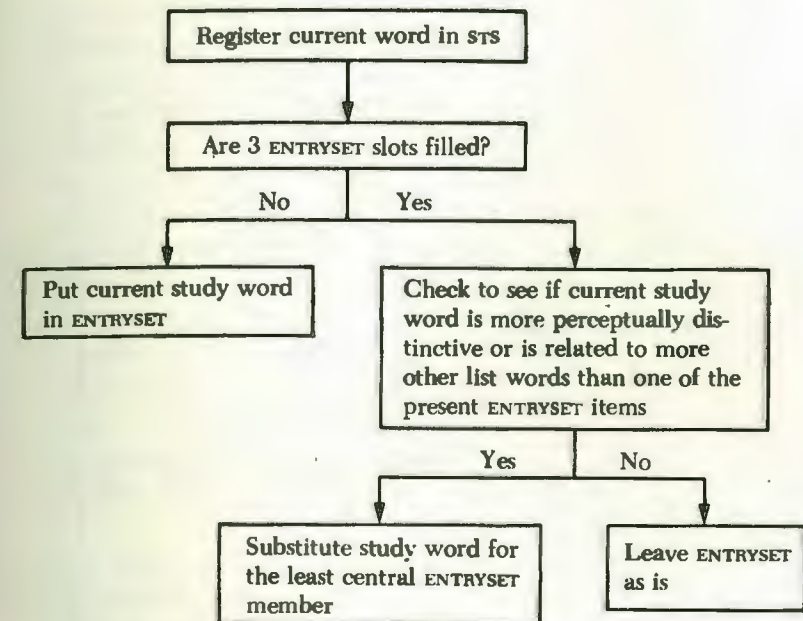 Register current word in STS
Are 3 ENTRYSET slots filled?
No Yes
Put current study word
in ENTRYSET
Check to see if current study
word is more perceptually dis-
tinctive or is related to more
other list words than one of the
present ENTRYSET items
Yes No
Substitute study word for
the least central ENTRYSET
member
Leave ENTRYSET
as is